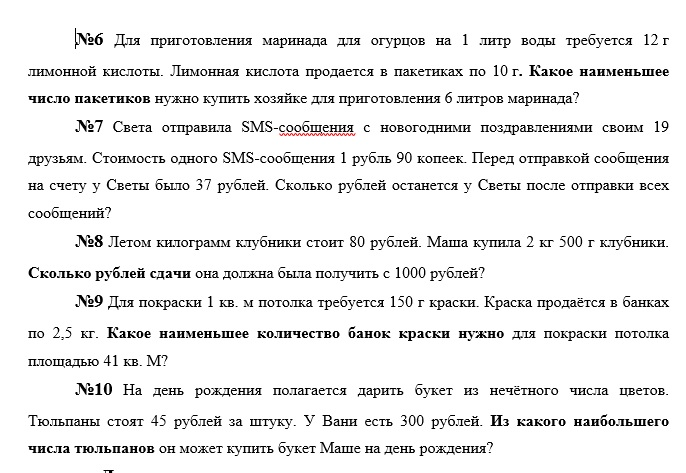 №6 Для приготовления маринада для огурцов на 1 литр воды требуется 12 г
лимонной кислоты. Лимонная кислота продается в пакетиках по 10 г. Какое наименьшее
число пакетиков нужно купить хозяйке для приготовления 6 литров маринада?
№7 Света отправила SMS-сообщения с новогодними поздравлениями своим 19
друзьям. Стоимость одного SMS-сообщения 1 рубль 90 копеек. Перед отправкой сообщения
на счету у Светы было 37 рублей. Сколько рублей останется у Светы после отправки всех
сообщений?
№8 Летом килограмм клубники стоит 80 рублей. Маша купила 2 кг 500 г клубники.
Сколько рублей сдачи она должна была получить с 1000 рублей?
№9 Для покраски 1 кв. м потолка требуется 150 г краски. Краска продаётся в банках
по 2,5 кг. Какое наименьшее количество банок краски нужно для покраски потолка
площадью 41 кв. М?
№10 На день рождения полагается дарить букет из нечётного числа цветов.
Тюльпаны стоят 45 рублей за штуку. У Вани есть 300 рублей. Из какого наибольшего
числа тюльпанов он может купить букет Маше на день рождения?